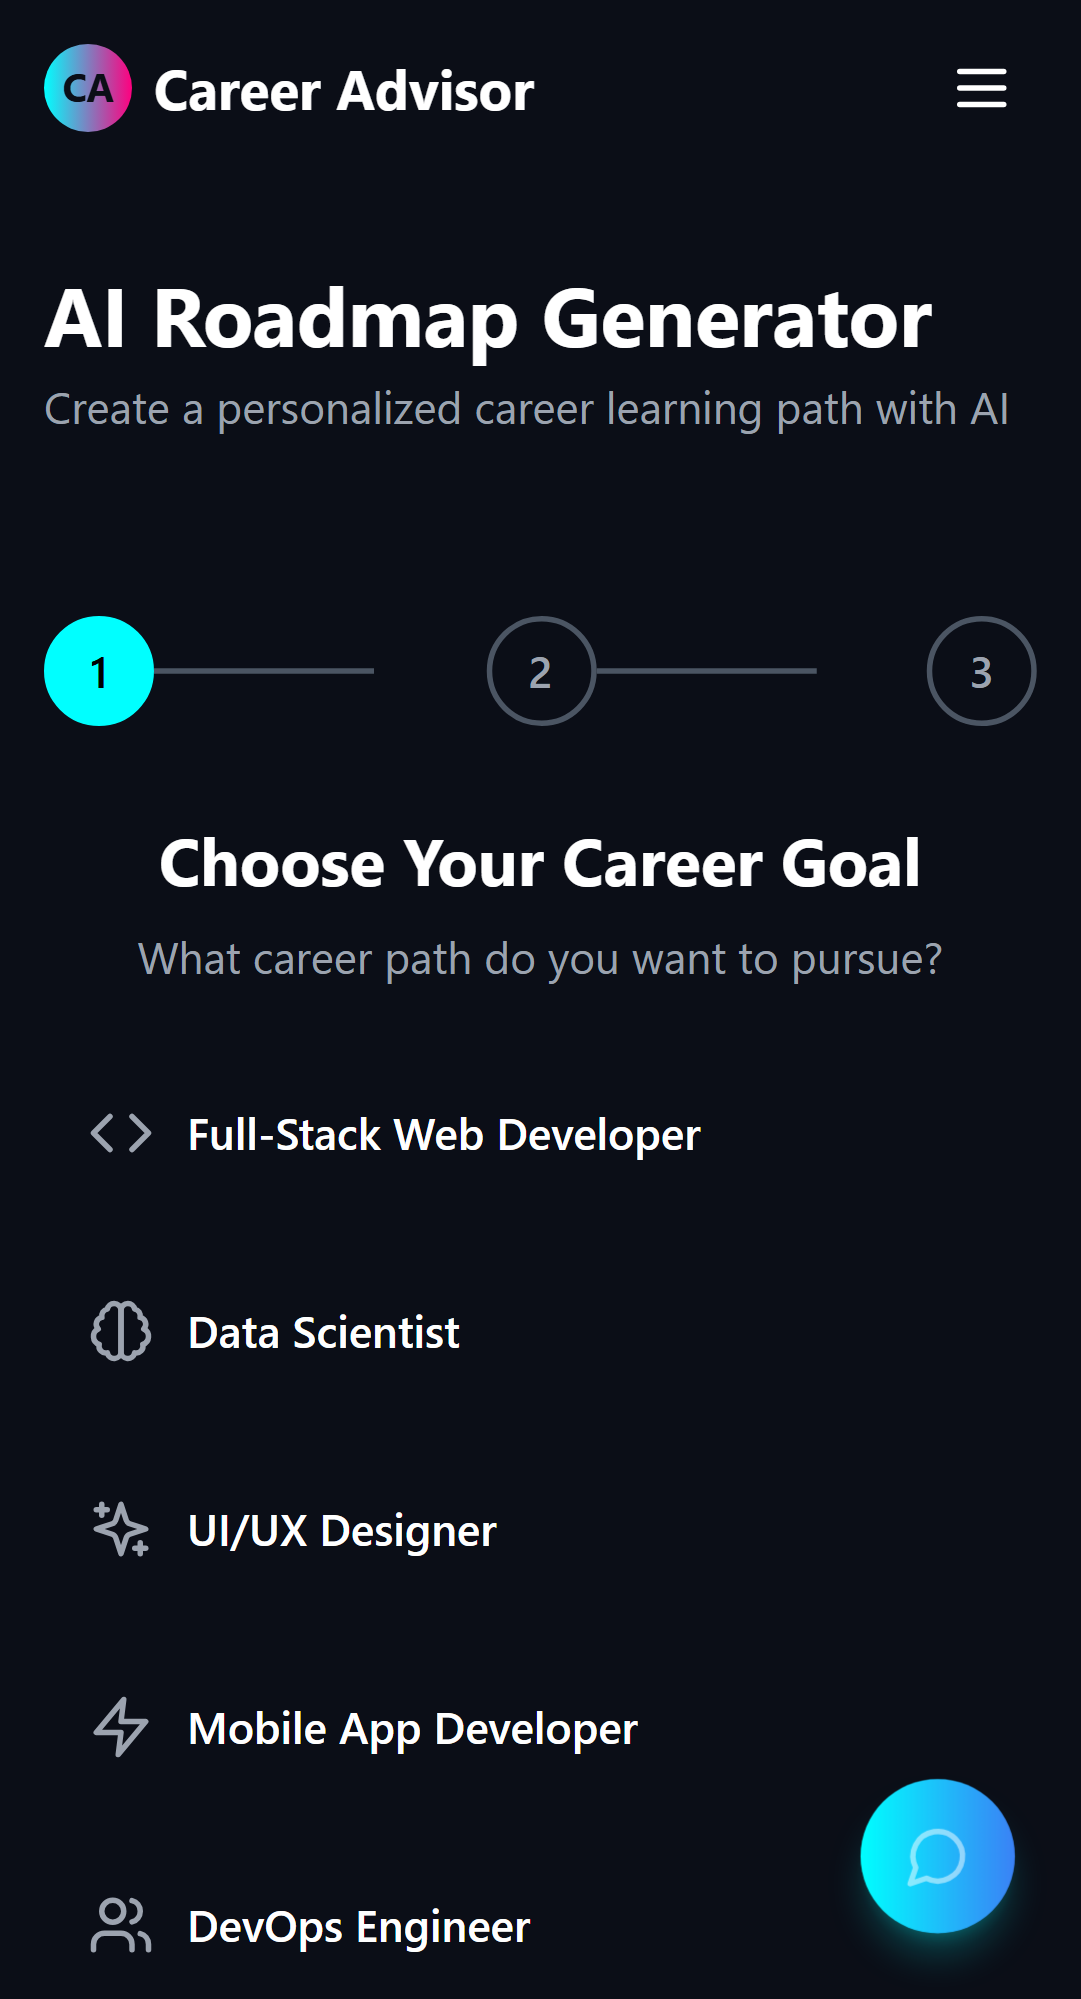 CA Career Advisor
AI Roadmap Generator
Create a personalized career learning path with AI
1 2 3
Choose Your Career Goal
What career path do you want to pursue?
Full-Stack Web Developer
Data Scientist
UI/UX Designer
Mobile App Developer
DevOps Engineer